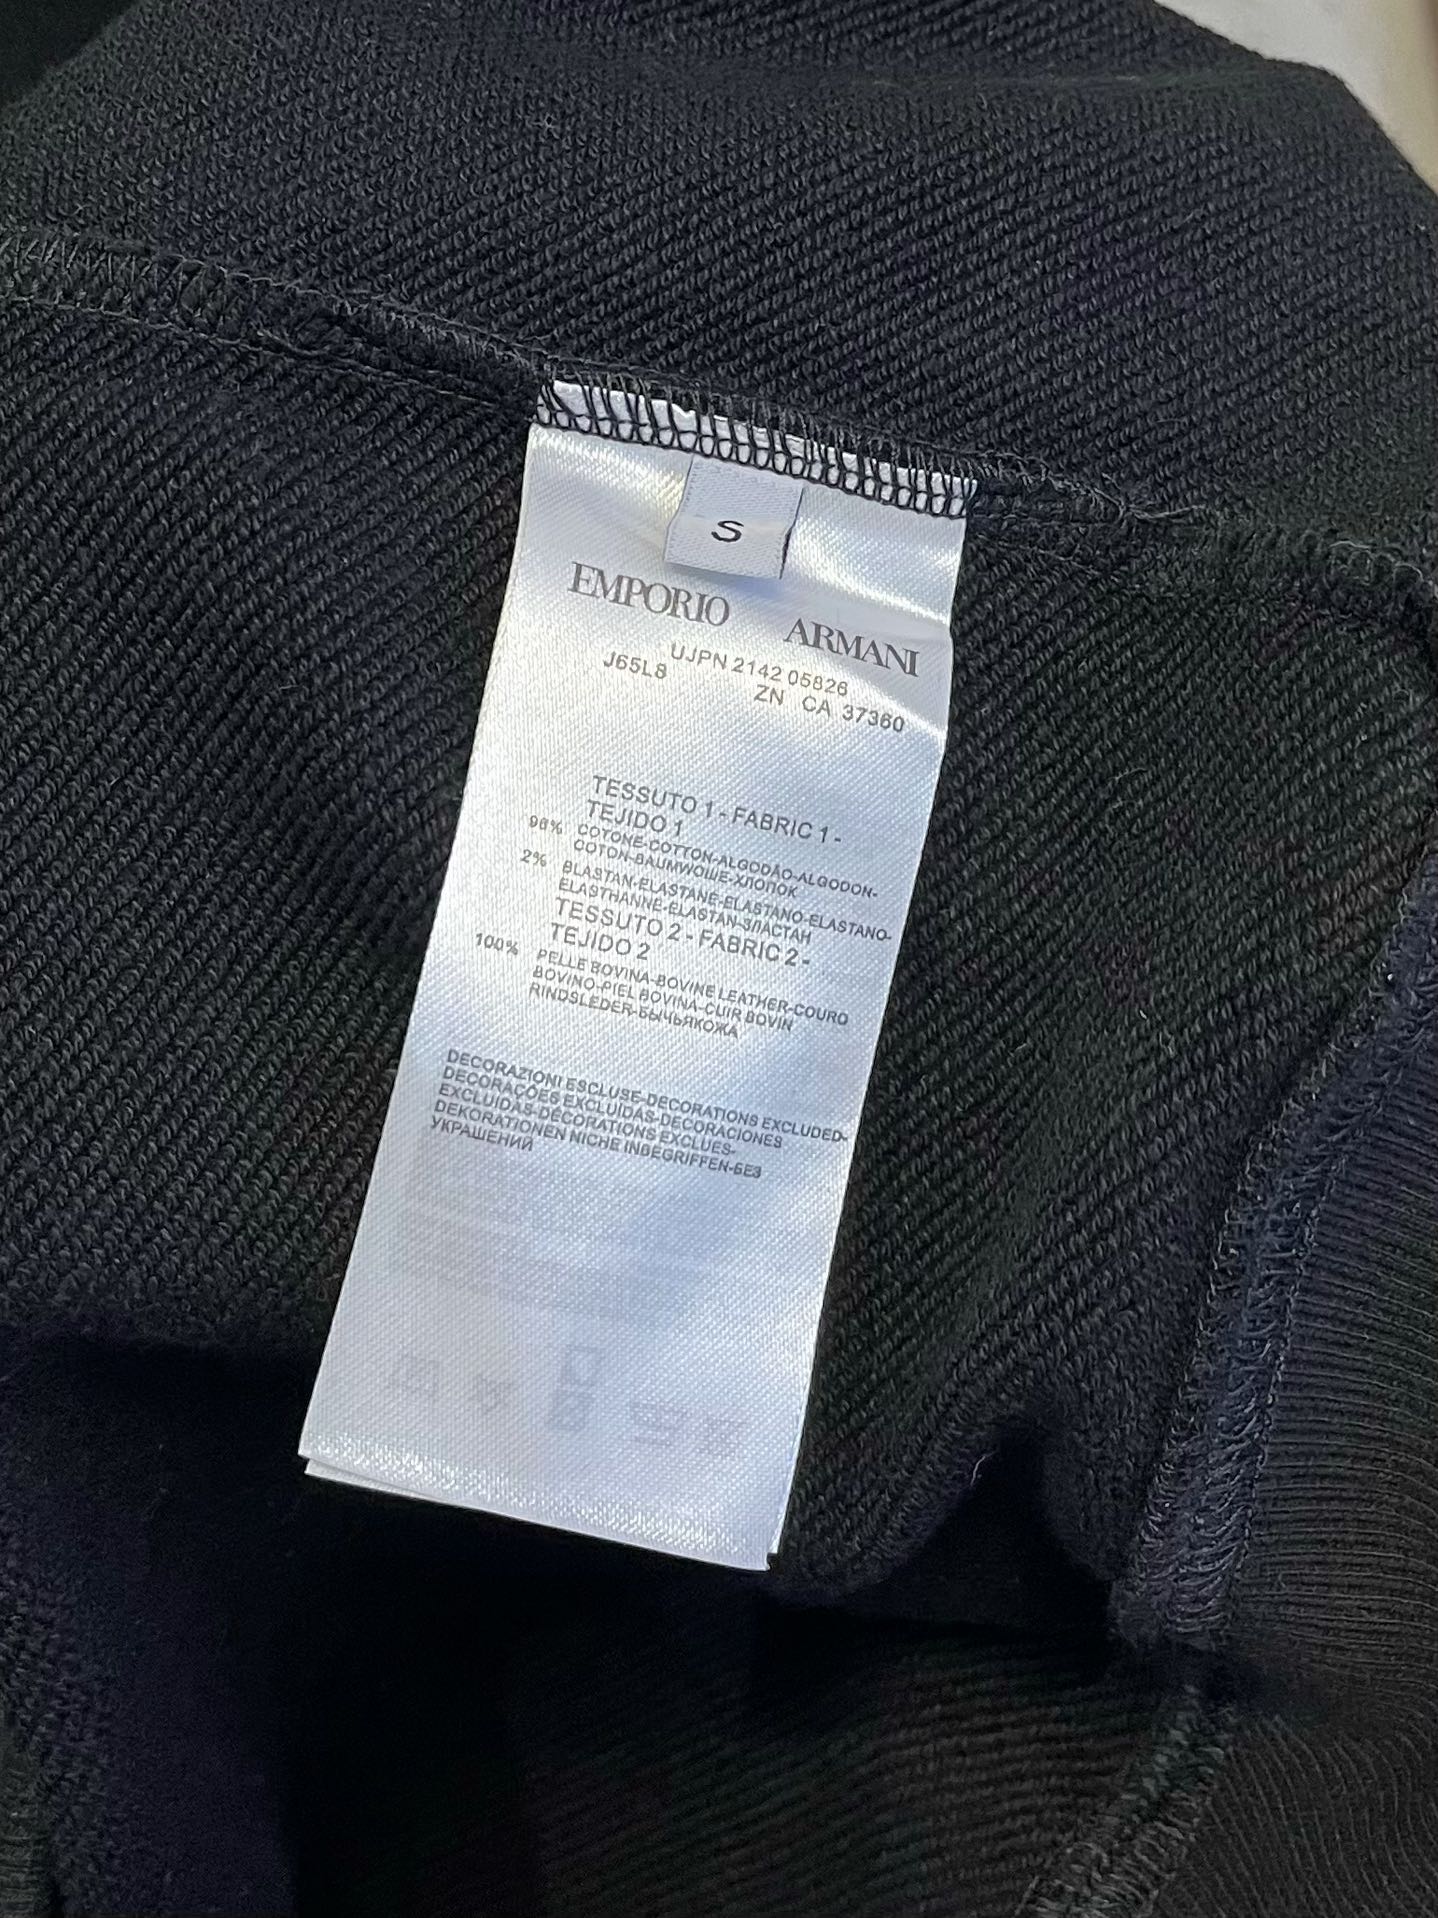 S
EMPORIO ARMANI
UJPN 2142 05826
J65L8 ZN CA 37360
TESSUTO 1 - FABRIC 1 -
TEJIDO 1
98% COTONE-COTTON-ALGODÃO-ALGODON-
COTON-BAUMWOLLE-ХЛОПОК
2% ELASTAN-ELASTANE-ELASTANO-ELASTANO-
ELASTHANNE-ELASTAN-ЭЛАСТАН
TESSUTO 2 - FABRIC 2 -
TEJIDO 2
100% PELLE BOVINA-BOVINE LEATHER-COURO
BOVINO-PIEL BOVINA-CUIR BOVIN
RINDSLEDER-БЫЧЬЯКОЖА
DECORAZIONI ESCLUSE-DECORATIONS EXCLUDED-
DECORAÇÕES EXCLUÍDAS-DECORACIONES
EXCLUIDAS-DÉCORATIONS EXCLUES-
DEKORATIONEN NICHE INBEGRIFFEN-БЕЗ
УКРАШЕНИЙ